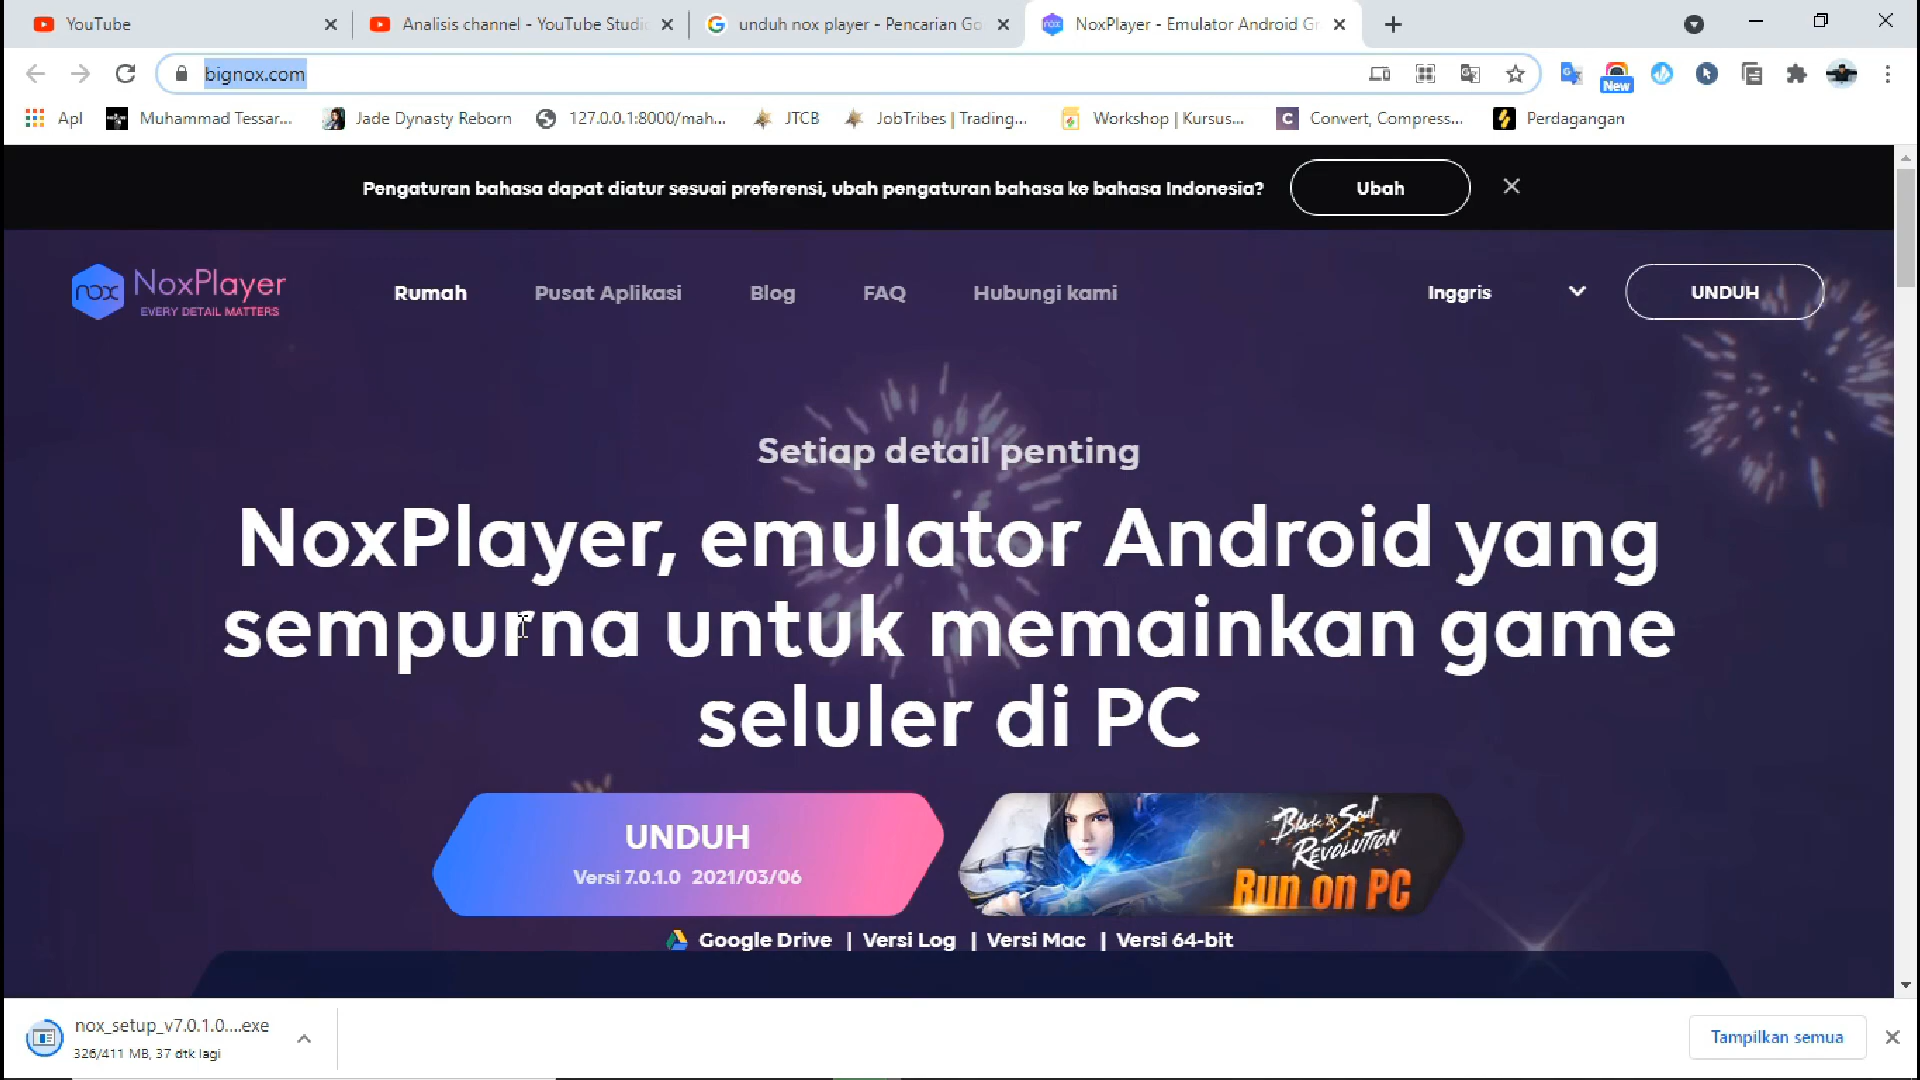 YouTube
Analisis channel - YouTube Studi
unduh nox player - Pencarian Go
NoxPlayer - Emulator Android Gr
bignox.com
New
Apl
Muhammad Tessar...
Jade Dynasty Reborn
127.0.0.1:8000/mah...
JTCB
JobTribes | Trading...
Workshop | Kursus...
C
Convert, Compress...
Perdagangan
Pengaturan bahasa dapat diatur sesuai preferensi, ubah pengaturan bahasa ke bahasa Indonesia?
Ubah
nox
NoxPlayer
EVERY DETAIL MATTERS
Rumah
Pusat Aplikasi
Blog
FAQ
Hubungi kami
Inggris
UNDUH
Setiap detail penting
NoxPlayer, emulator Android yang
sempurna untuk memainkan game
seluler di PC
UNDUH
Versi 7.0.1.0 2021/03/06
Blade & Soul
REVOLUTION
Run on PC
Google Drive | Versi Log | Versi Mac | Versi 64-bit
nox_setup_v7.0.1.0....exe
326/411 MB, 37 dtk lagi
Tampilkan semua